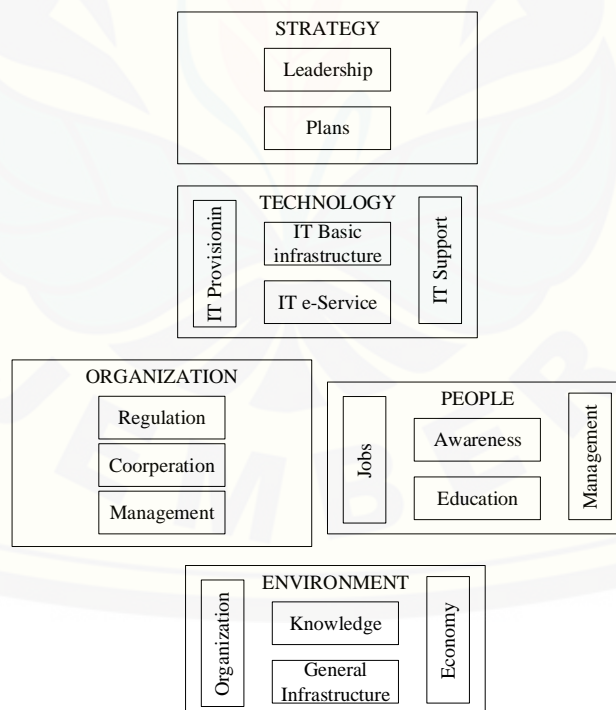 STRATEGY
Leadership
Plans
TECHNOLOGY
IT Provisionin
IT Basic
infrastructure
IT e-Service
IT Support
ORGANIZATION
Regulation
Coorperation
Management
PEOPLE
Jobs
Awareness
Education
Management
ENVIRONMENT
Organization
Knowledge
General
Infrastructure
Economy
JEMBER